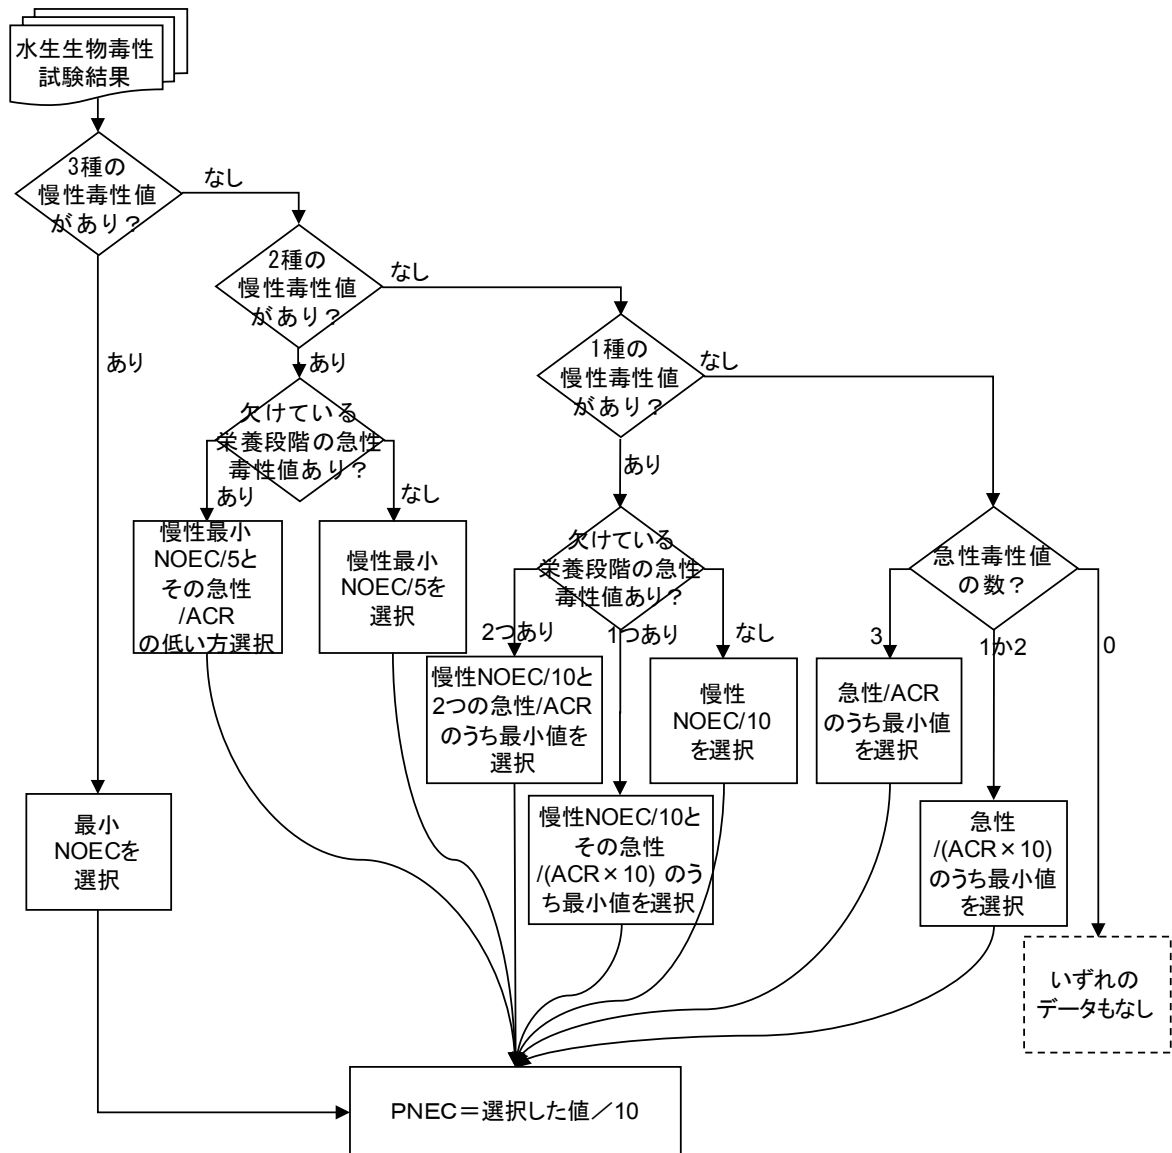 水生生物毒性
試験結果
3種の
慢性毒性値
があり？
なし
あり
2種の
慢性毒性値
があり？
なし
あり
1種の
慢性毒性値
があり？
なし
あり
欠けている
栄養段階の急性
毒性値あり？
あり
なし
慢性最小
NOEC/5と
その急性
/ACR
の低い方選択
慢性最小
NOEC/5を
選択
欠けている
栄養段階の急性
毒性値あり？
2つあり
1つあり
なし
急性毒性値
の数？
3
1か2
0
慢性NOEC/10と
2つの急性/ACR
のうち最小値を
選択
慢性
NOEC/10
を選択
急性/ACR
のうち最小値
を選択
最小
NOECを
選択
慢性NOEC/10と
その急性
/(ACR×10) のう
ち最小値を選択
急性
/(ACR×10)
のうち最小値
を選択
いずれの
データもなし
PNEC＝選択した値／10